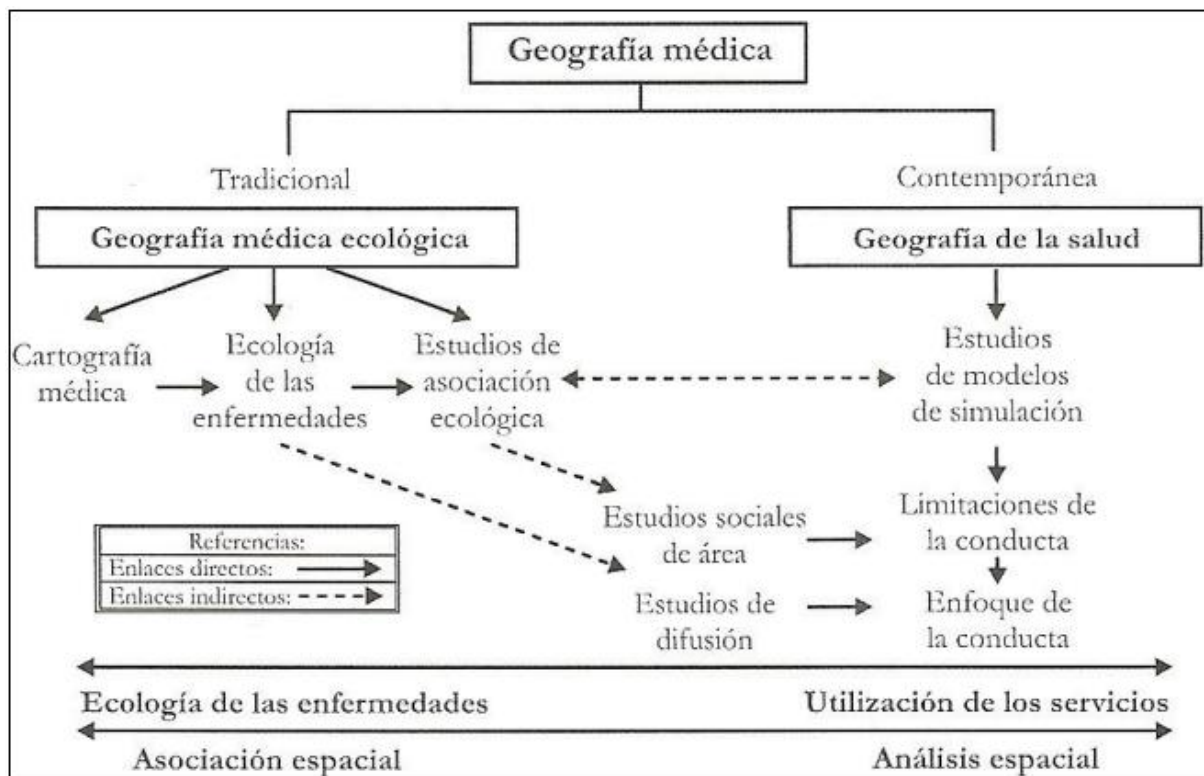 Geografía médica
Tradicional
Contemporánea
Geografía médica ecológica
Geografía de la salud
Cartografía
médica
Ecología
de las
enfermedades
Estudios de
asociación
ecológica
Estudios
de modelos
de simulación
Estudios sociales
de área
Limitaciones de
la conducta
Estudios de
difusión
Enfoque de
la conducta
Referencias:
Enlaces directos:
Enlaces indirectos:
Ecología de las enfermedades
Utilización de los servicios
Asociación espacial
Análisis espacial